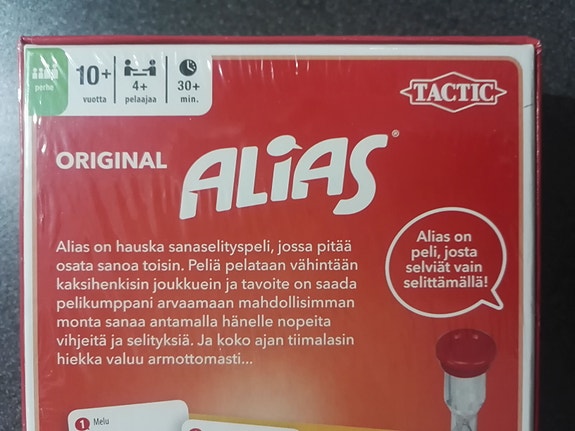 perhe
10+
vuotta
4+
pelaajaa
30+
min.
TACTIC
ORIGINAL
ALiAS®
Alias on hauska sanaselityspeli, jossa pitää
osata sanoa toisin. Peliä pelataan vähintään
kaksihenkisin joukkuein ja tavoite on saada
pelikumppani arvaamaan mahdollisimman
monta sanaa antamalla hänelle nopeita
vihjeitä ja selityksiä. Ja koko ajan tiimalasin
hiekka valuu armottomasti...
Alias on
peli, josta
selviät vain
selittämällä!
1 Melu